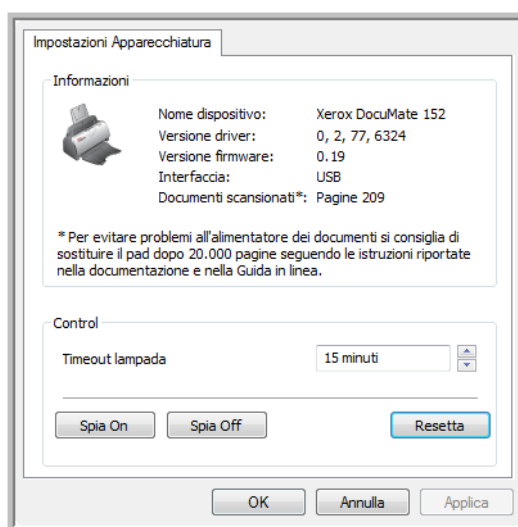 Impostazioni Apparecchiatura
Informazioni
Nome dispositivo: Xerox DocuMate 152
Versione driver: 0, 2, 77, 6324
Versione firmware: 0.19
Interfaccia: USB
Documenti scansionati*: Pagine 209
* Per evitare problemi all'alimentatore dei documenti si consiglia di
sostituire il pad dopo 20.000 pagine seguendo le istruzioni riportate
nella documentazione e nella Guida in linea.
Control
Timeout lampada 15 minuti
Spia On Spia Off Resetta
OK Annulla Applica